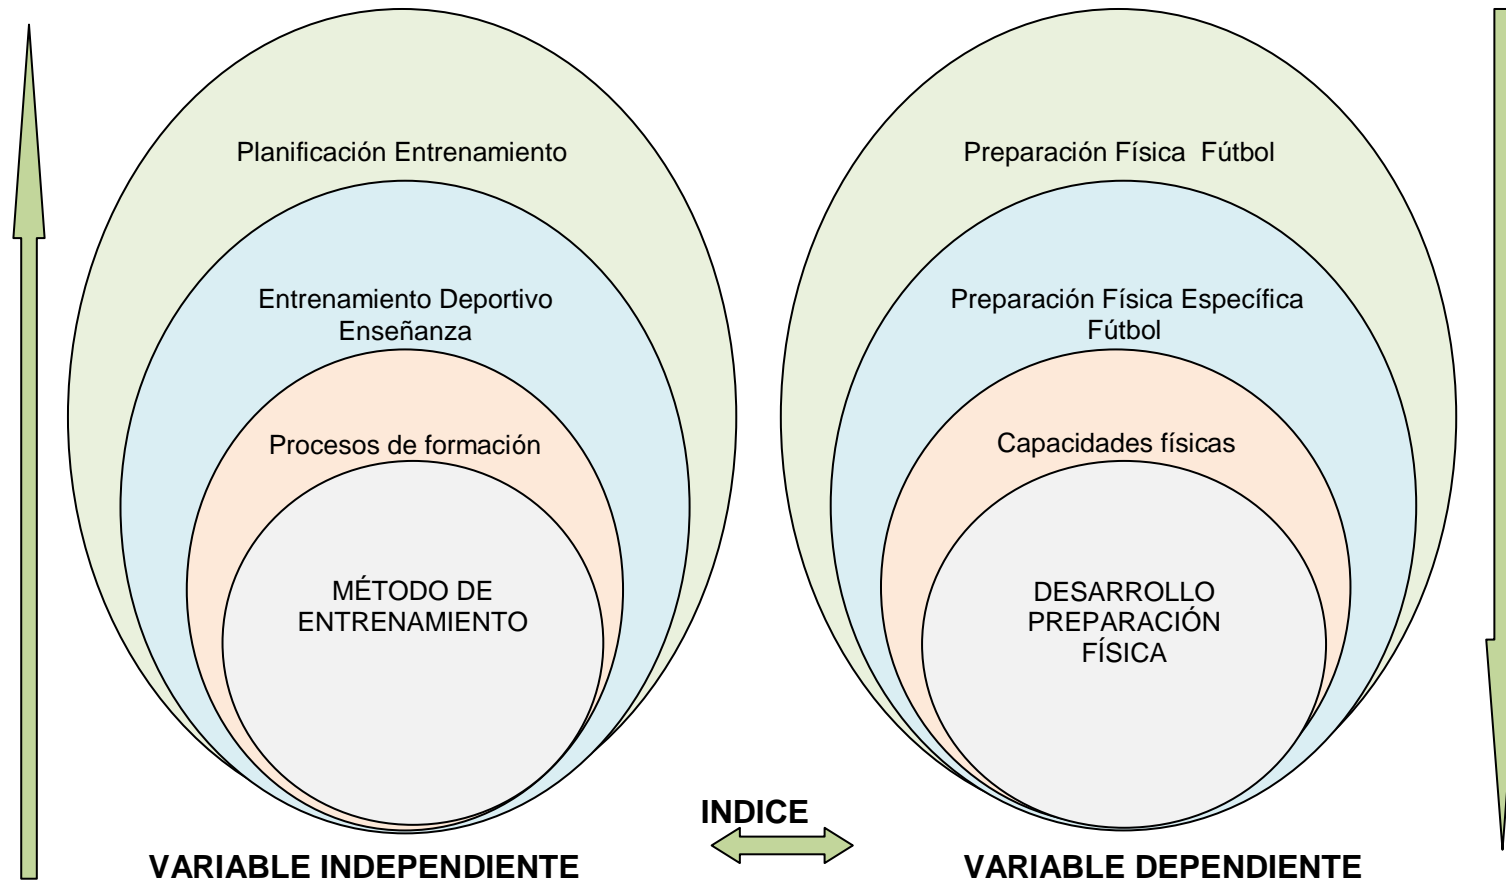 Planificación Entrenamiento
Entrenamiento Deportivo
Enseñanza
Procesos de formación
MÉTODO DE
ENTRENAMIENTO
VARIABLE INDEPENDIENTE
INDICE
Preparación Física  Fútbol
Preparación Física Específica
Fútbol
Capacidades físicas
DESARROLLO
PREPARACIÓN
FÍSICA
VARIABLE DEPENDIENTE